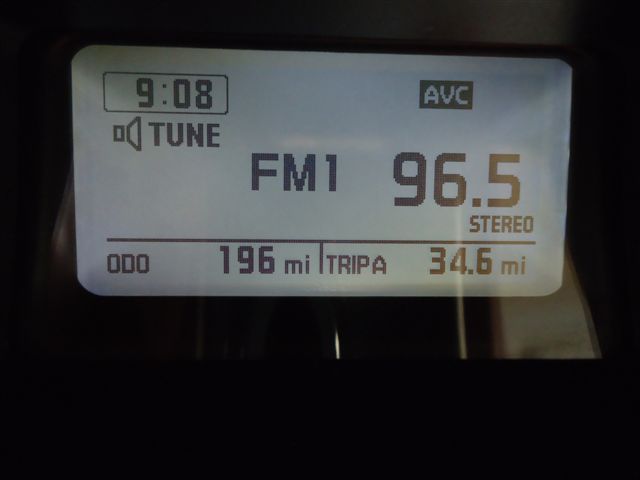 9:08 AVC
TUNE
FM1 96.5
STEREO
ODO 196 mi TRIPA 34.6 mi